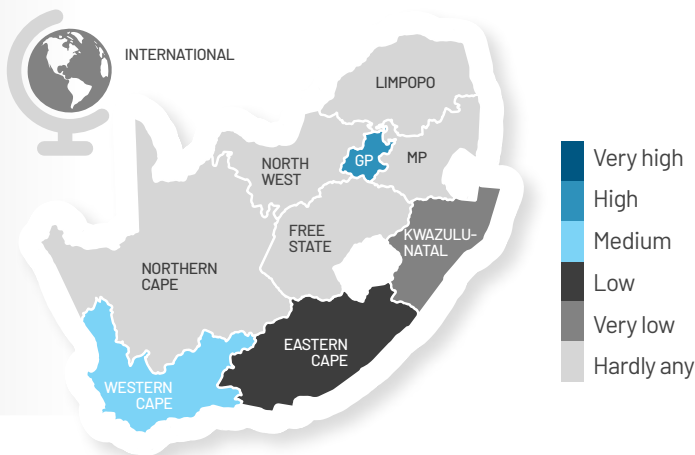 INTERNATIONAL
LIMPOPO
NORTH
WEST
GP
MP
FREE
STATE
KWAZULU-
NATAL
NORTHERN
CAPE
EASTERN
CAPE
WESTERN
CAPE
Very high
High
Medium
Low
Very low
Hardly any